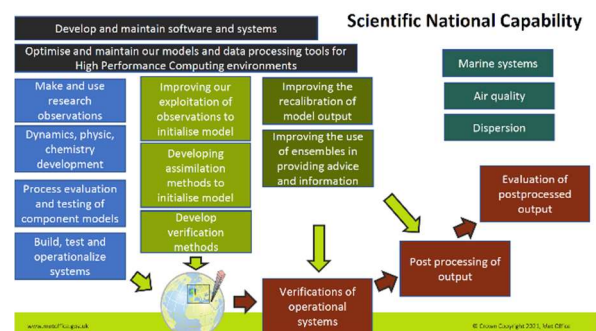 Scientific National Capability
Develop and maintain software and systems
Optimise and maintain our models and data processing tools for
High Performance Computing environments
Make and use
research
observations
Dynamics, physic,
chemistry
development
Process evaluation
and testing of
component models
Build, test and
operationalize
systems
Improving our
exploitation of
observations to
initialise model
Developing
assimilation
methods to
initialise model
Develop
verification
methods
Improving the
recalibration of
model output
Improving the use
of ensembles in
providing advice
and information
Marine systems
Air quality
Dispersion
Verifications of
operational
systems
Post processing of
output
Evaluation of
postprocessed
output
www.metoffice.gov.uk
© Crown Copyright 2021, Met Office